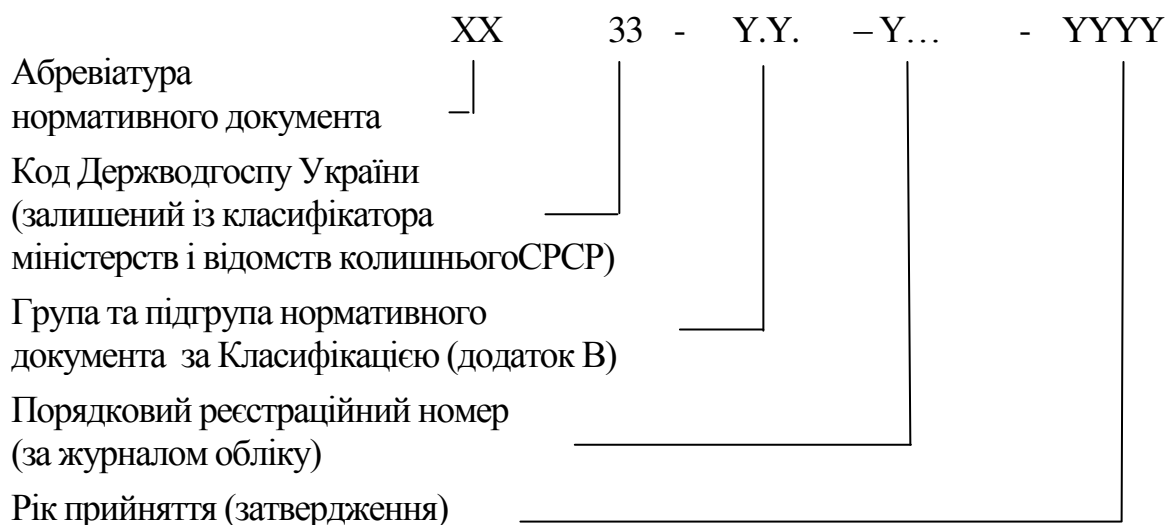 XX 33 - Y.Y. – Y… - YYYY
Абревіатура
нормативного документа
Код Держводгоспу України
(залишений із класифікатора
міністерств і відомств колишньогоСРСР)
Група та підгрупа нормативного
документа за Класифікацією (додаток В)
Порядковий реєстраційний номер
(за журналом обліку)
Рік прийняття (затвердження)